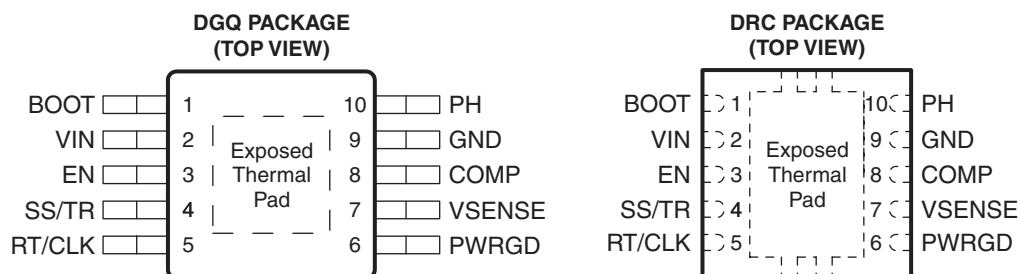 DGQ PACKAGE
(TOP VIEW)
BOOT 1 10 PH
VIN 2 9 GND
EN 3 8 COMP
SS/TR 4 7 VSENSE
RT/CLK 5 6 PWRGD
Exposed
Thermal
Pad
DRC PACKAGE
(TOP VIEW)
BOOT 1 10 PH
VIN 2 9 GND
EN 3 8 COMP
SS/TR 4 7 VSENSE
RT/CLK 5 6 PWRGD
Exposed
Thermal
Pad